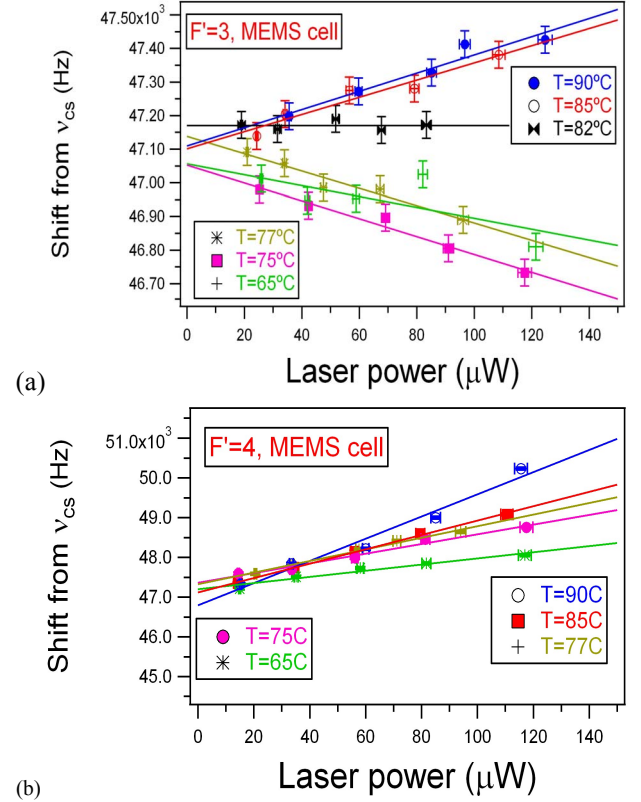 (a)
Shift from νcs (Hz)
47.50x10³
47.40
47.30
47.20
47.10
47.00
46.90
46.80
46.70
F'=3, MEMS cell
T=90ºC
T=85ºC
T=82ºC
T=77ºC
T=75ºC
T=65ºC
0 20 40 60 80 100 120 140
Laser power (μW)
(b)
Shift from νcs (Hz)
51.0x10³
50.0
49.0
48.0
47.0
46.0
45.0
F'=4, MEMS cell
T=90C
T=85C
T=77C
T=75C
T=65C
0 20 40 60 80 100 120 140
Laser power (μW)